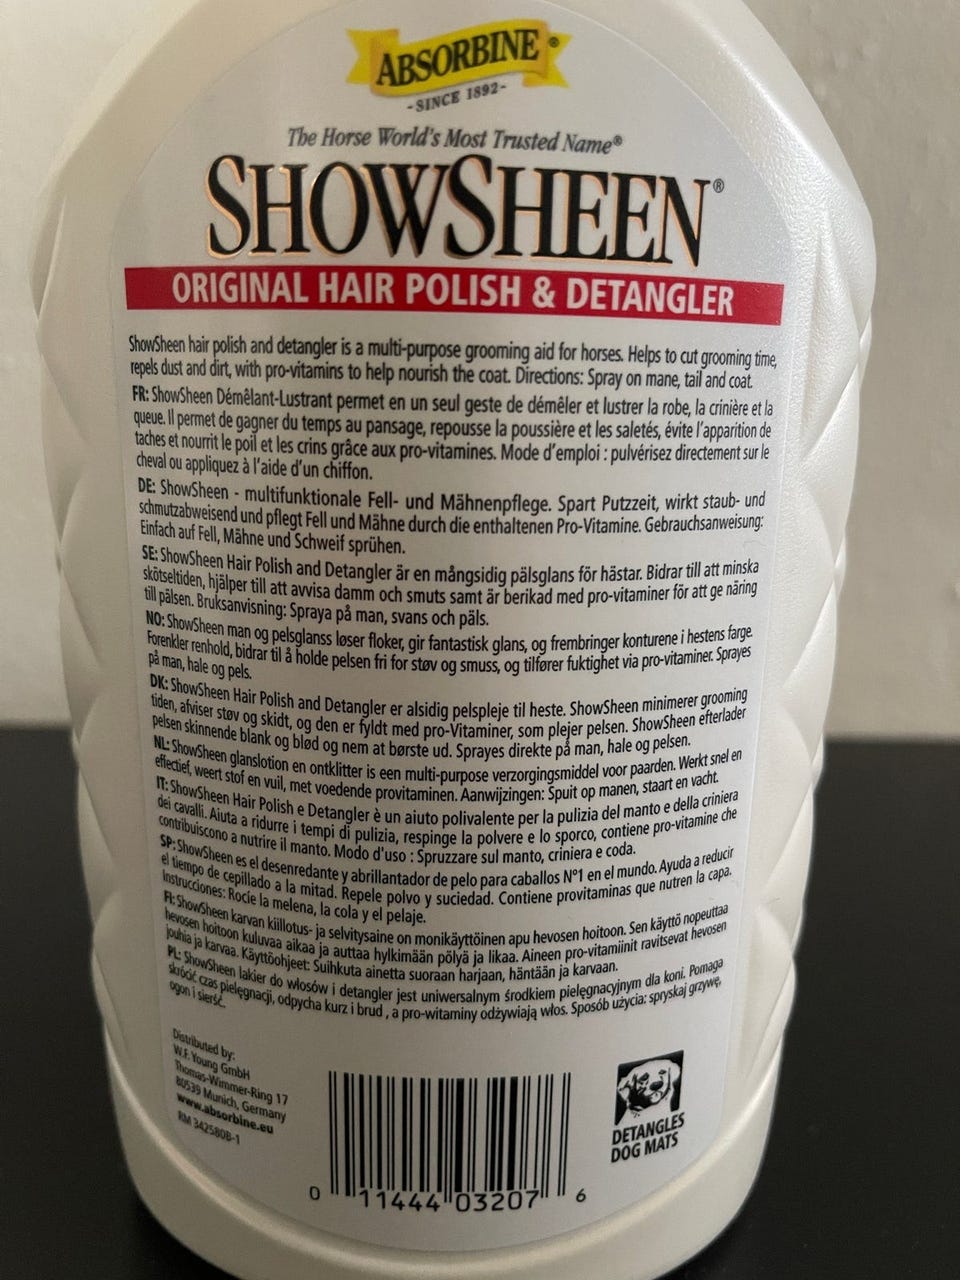 ABSORBINE®
-SINCE 1892-
The Horse World's Most Trusted Name®
SHOWSHEEN®
ORIGINAL HAIR POLISH & DETANGLER
ShowSheen hair polish and detangler is a multi-purpose grooming aid for horses. Helps to cut grooming time,
repels dust and dirt, with pro-vitamins to help nourish the coat. Directions: Spray on mane, tail and coat.
FR: ShowSheen Démêlant-Lustrant permet en un seul geste de démêler et lustrer la robe, la crinière et la
queue. Il permet de gagner du temps au pansage, repousse la poussière et les saletés, évite l'apparition de
taches et nourrit le poil et les crins grâce aux pro-vitamines. Mode d'emploi : pulvérisez directement sur le
cheval ou appliquez à l'aide d'un chiffon.
DE: ShowSheen - multifunktionale Fell- und Mähnenpflege. Spart Putzzeit, wirkt staub- und
schmutzabweisend und pflegt Fell und Mähne durch die enthaltenen Pro-Vitamine. Gebrauchsanweisung:
Einfach auf Fell, Mähne und Schweif sprühen.
SE: ShowSheen Hair Polish and Detangler är en mångsidig pälsglans för hästar. Bidrar till att minska
skötseltiden, hjälper till att avvisa damm och smuts samt är berikad med pro-vitaminer för att ge näring
till pälsen. Bruksanvisning: Spraya på man, svans och päls.
NO: ShowSheen man og pelsglanss løser floker, gir fantastisk glans, og frembringer konturene i hestens farge.
Forenkler renhold, bidrar til å holde pelsen fri for støv og smuss, og tilfører fuktighet via pro-vitaminer. Sprayes
på man, hale og pels.
DK: ShowSheen Hair Polish and Detangler er alsidig pelspleje til heste. ShowSheen minimerer grooming
tiden, afviser støv og skidt, og den er fyldt med pro-Vitaminer, som plejer pelsen. ShowSheen efterlader
pelsen skinnende blank og blød og nem at børste ud. Sprayes direkte på man, hale og pelsen.
NL: ShowSheen glanslotion en ontklitter is een multi-purpose verzorgingsmiddel voor paarden. Werkt snel en
effectief, weert stof en vuil, met voedende provitaminen. Aanwijzingen: Spuit op manen, staart en vacht.
IT: ShowSheen Hair Polish e Detangler è un aiuto polivalente per la pulizia del manto e della criniera
dei cavalli. Aiuta a ridurre i tempi di pulizia, respinge la polvere e lo sporco, contiene pro-vitamine che
contribuiscono a nutrire il manto. Modo d'uso : Spruzzare sul manto, criniera e coda.
SP: ShowSheen es el desenredante y abrillantador de pelo para caballos N°1 en el mundo. Ayuda a reducir
el tiempo de cepillado a la mitad. Repele polvo y suciedad. Contiene provitaminas que nutren la capa.
Instrucciones: Rocíe la melena, la cola y el pelaje.
FI: ShowSheen karvan kiillotus- ja selvitysaine on monikäyttöinen apu hevosen hoitoon. Sen käyttö nopeuttaa
hevosen hoitoon kuluvaa aikaa ja auttaa hylkimään pölyä ja likaa. Aineen pro-vitamiinit ravitsevat hevosen
jouhia ja karvaa. Käyttöohjeet: Suihkuta ainetta suoraan harjaan, häntään ja karvaan.
PL: ShowSheen lakier do włosów i detangler jest uniwersalnym środkiem pielęgnacyjnym dla koni. Pomaga
skrócić czas pielęgnacji, odpycha kurz i brud , a pro-witaminy odżywiają włos. Sposób użycia: spryskaj grzywę,
ogon i sierść.
Distributed by:
W.F. Young GmbH
Thomas-Wimmer-Ring 17
80539 Munich, Germany
www.absorbine.eu
RM 342580B-1
DETANGLES
DOG MATS
0 11444 03207 6